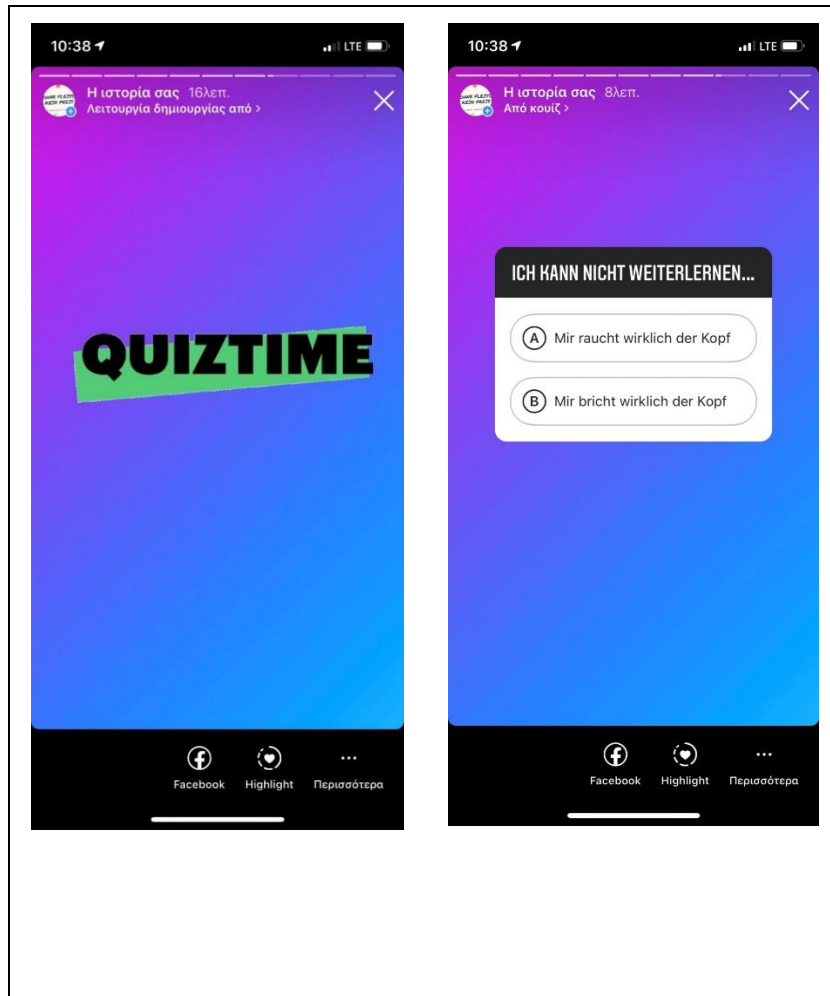 10:38
LTE
Η ιστορία σας 16λεπ.
Λειτουργία δημιουργίας από >
QUIZTIME
Facebook Highlight Περισσότερα
10:38
LTE
Η ιστορία σας 8λεπ.
Από κουίζ >
ICH KANN NICHT WEITERLERNEN...
A Mir raucht wirklich der Kopf
B Mir bricht wirklich der Kopf
Facebook Highlight Περισσότερα